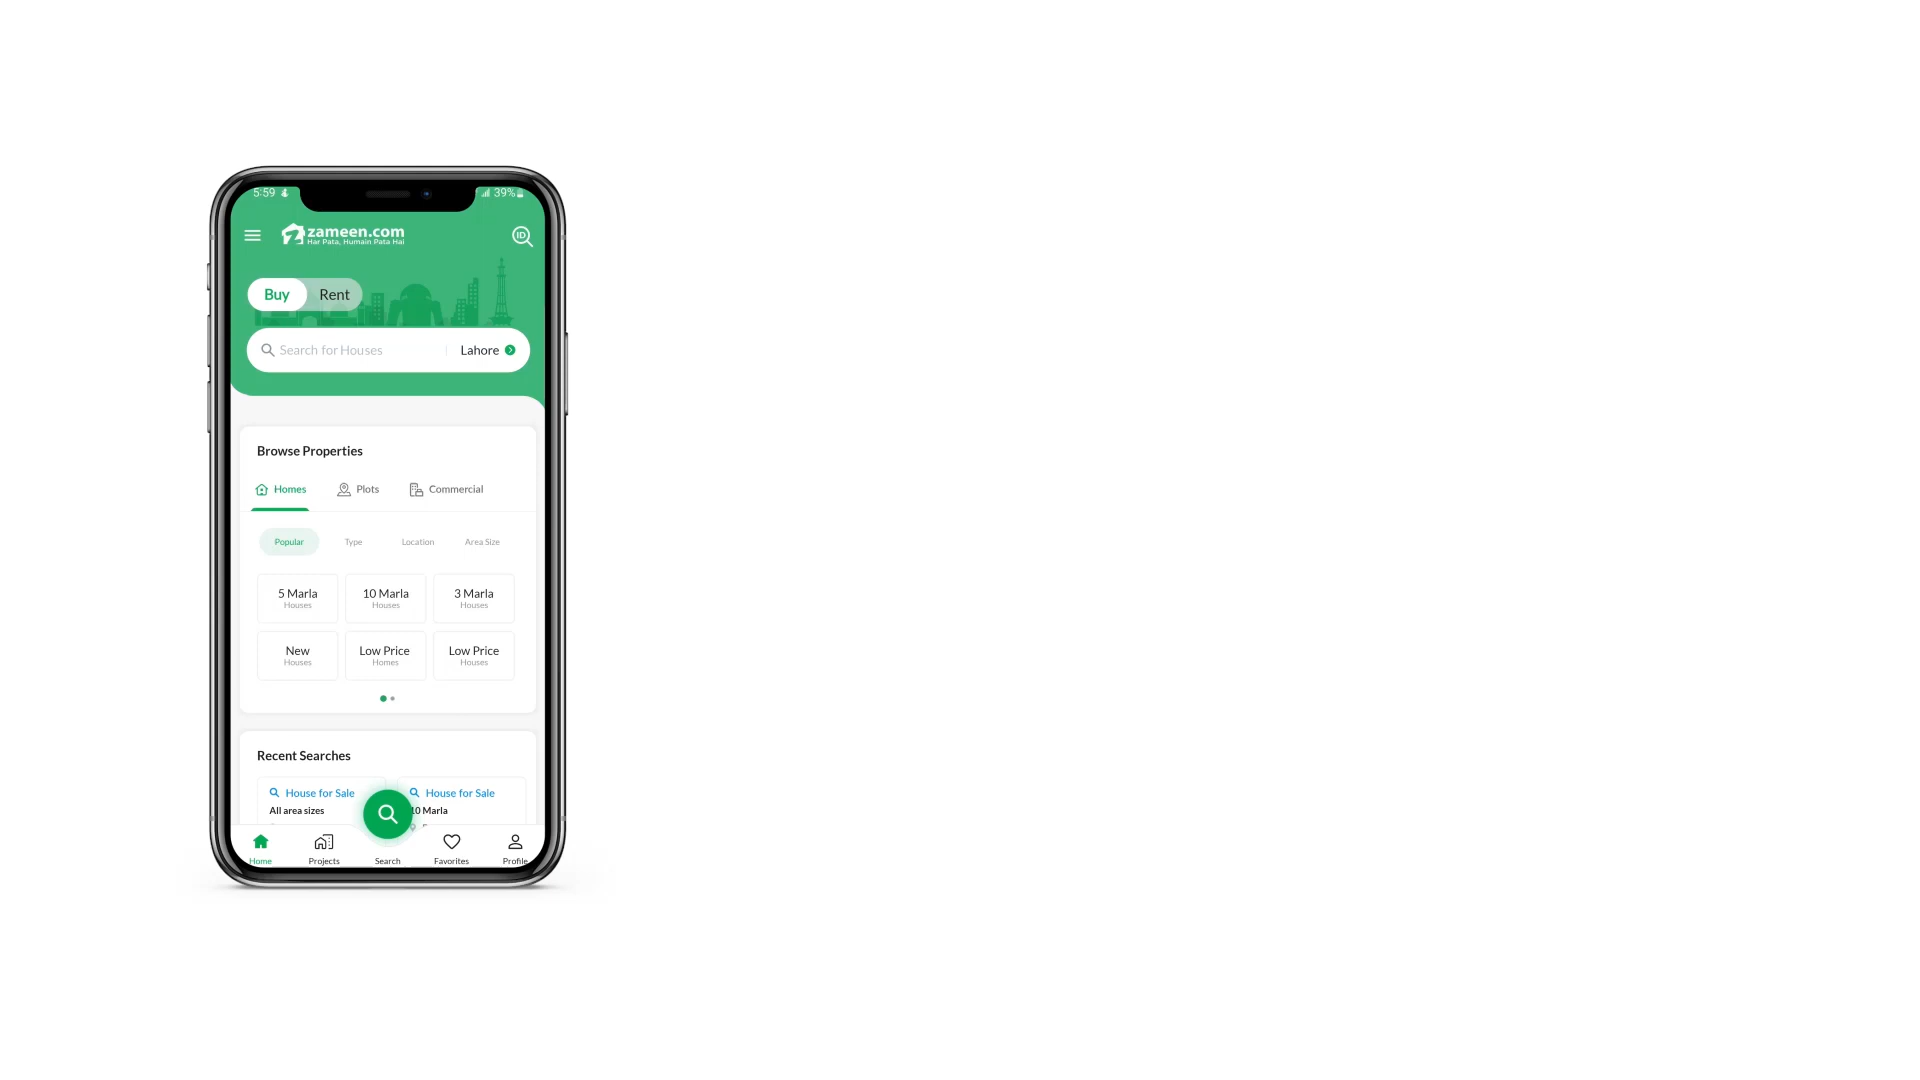 5:59
39%
zameen.com
Har Pata, Humain Pata Hai
ID
Buy Rent
Search for Houses Lahore
Browse Properties
Homes Plots Commercial
Popular Type Location Area Size
5 Marla 10 Marla 3 Marla
Houses Houses Houses
New Low Price Low Price
Houses Homes Houses
Recent Searches
House for Sale House for Sale
All area sizes 10 Marla
Home Projects Search Favorites Profile